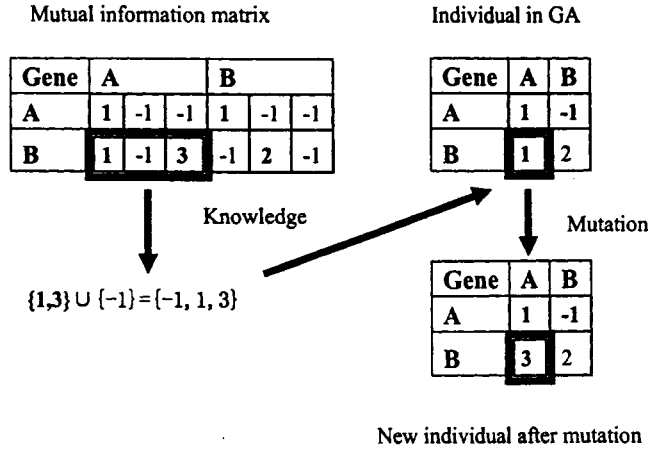 Mutual information matrix
Individual in GA
Gene A B
A 1 -1 -1 1 -1 -1
B 1 -1 3 -1 2 -1
Gene A B
A 1 -1
B 1 2
Knowledge
Mutation
{1,3} ∪ {-1}={-1, 1, 3}
Gene A B
A 1 -1
B 3 2
New individual after mutation